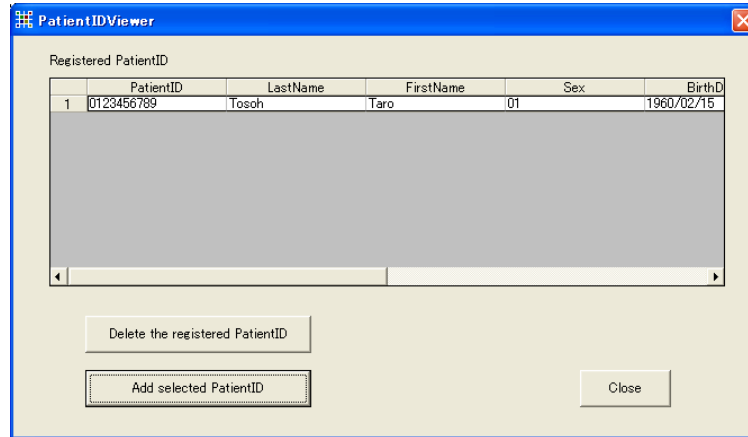 PatientIDViewer
Registered PatientID
PatientID LastName FirstName Sex BirthD
1 0123456789 Tosoh Taro 01 1960/02/15
Delete the registered PatientID
Add selected PatientID Close